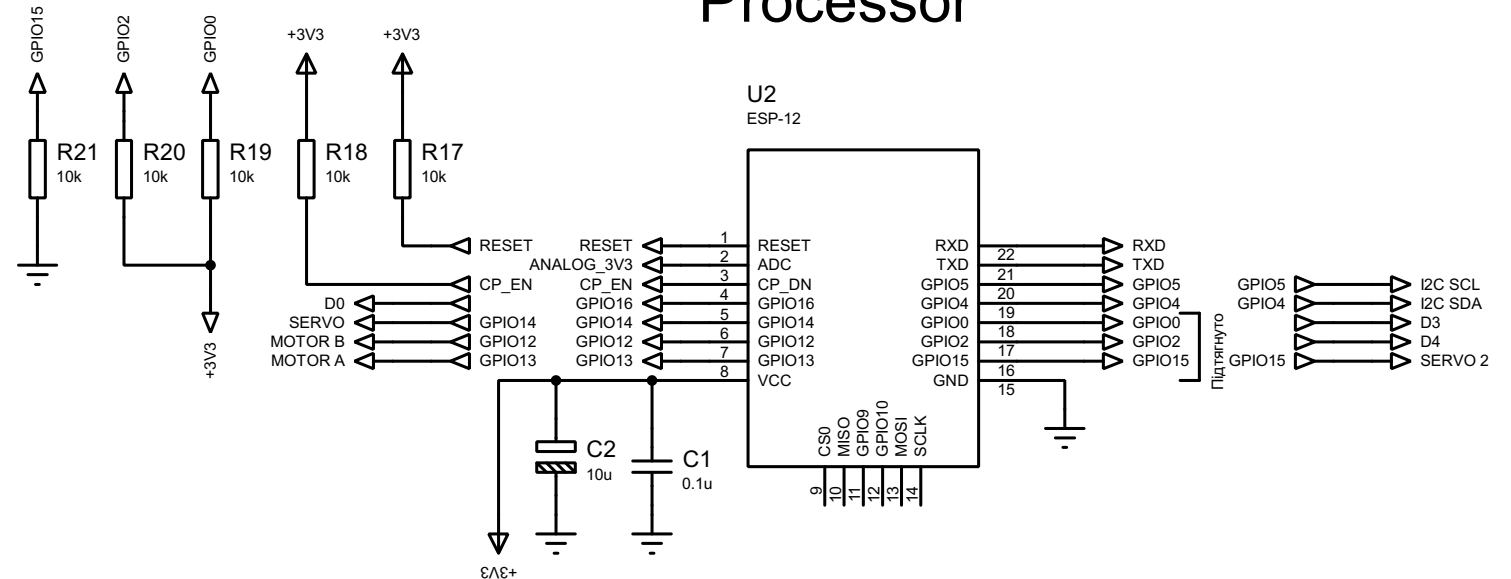 Processor
GPIO15
GPIO2
GPIO0
+3V3
+3V3
R21
10k
R20
10k
R19
10k
R18
10k
R17
10k
+3V3
RESET
CP_EN
D0
SERVO
GPIO14
MOTOR B
GPIO12
MOTOR A
GPIO13
U2
ESP-12
RESET
1
RESET
ANALOG_3V3
2
ADC
CP_EN
3
CP_DN
GPIO16
4
GPIO16
GPIO14
5
GPIO14
GPIO12
6
GPIO12
GPIO13
7
GPIO13
8
VCC
RXD
22
RXD
TXD
21
TXD
GPIO5
20
GPIO5
GPIO4
19
GPIO4
GPIO0
18
GPIO0
GPIO2
17
GPIO2
GPIO15
16
GPIO15
GND
15
Підтягнуто
GPIO5
I2C SCL
GPIO4
I2C SDA
D3
D4
GPIO15
SERVO 2
CS0
MISO
GPIO9
GPIO10
MOSI
SCLK
9
10
11
12
13
14
C2
10u
C1
0.1u
+3V3